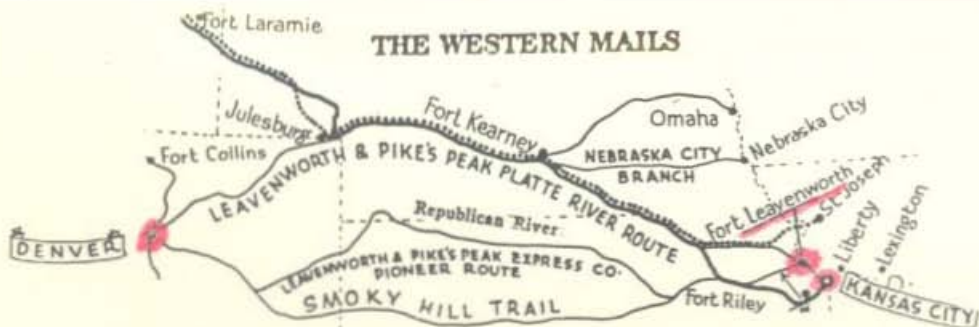 THE WESTERN MAILS
Fort Laramie
Julesburg
Fort Kearney
Omaha
Nebraska City
Fort Collins
NEBRASKA CITY
BRANCH
LEAVENWORTH & PIKE'S PEAK PLATTE RIVER ROUTE
Fort Leavenworth
St. Joseph
Liberty
Lexington
Republican River
DENVER
LEAVENWORTH & PIKE'S PEAK EXPRESS CO.
PIONEER ROUTE
SMOKY HILL TRAIL
Fort Riley
KANSAS CITY